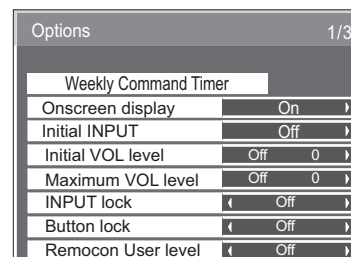 Options 1/3
Weekly Command Timer
Onscreen display On
Initial INPUT Off
Initial VOL level Off 0
Maximum VOL level Off 0
INPUT lock Off
Button lock Off
Remocon User level Off